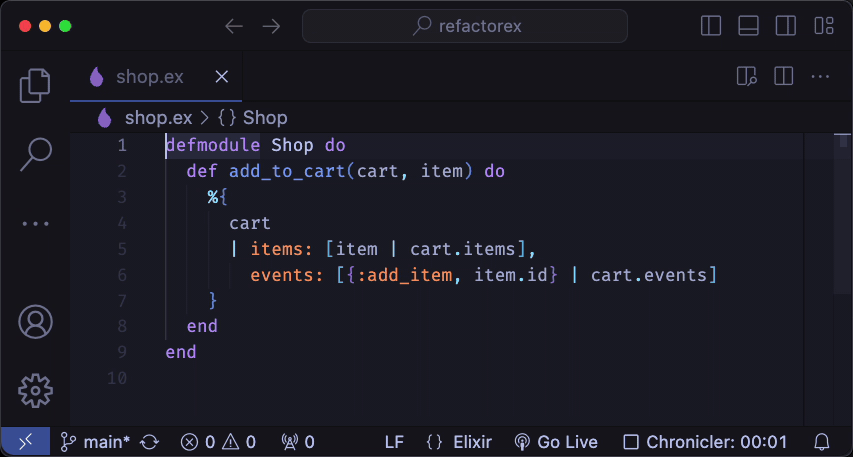 refactorex
shop.ex
shop.ex > {} Shop
1 defmodule Shop do
2 def add_to_cart(cart, item) do
3 %{
4 cart
5 | items: [item | cart.items],
6 events: [{:add_item, item.id} | cart.events]
7 }
8 end
9 end
10
main* 0 0 0 LF {} Elixir Go Live Chronicler: 00:01